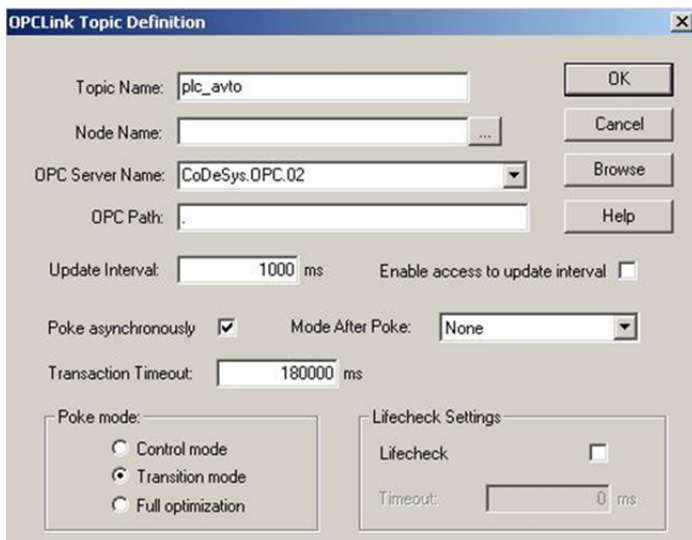 OPCLink Topic Definition
Topic Name: plc_avto
OK
Node Name: ...
Cancel
OPC Server Name: CoDeSys.OPC.02
Browse
OPC Path: .
Help
Update Interval: 1000 ms Enable access to update interval
Poke asynchronously Mode After Poke: None
Transaction Timeout: 180000 ms
Poke mode:
Control mode
Transition mode
Full optimization
Lifecheck Settings
Lifecheck
Timeout: 0 ms